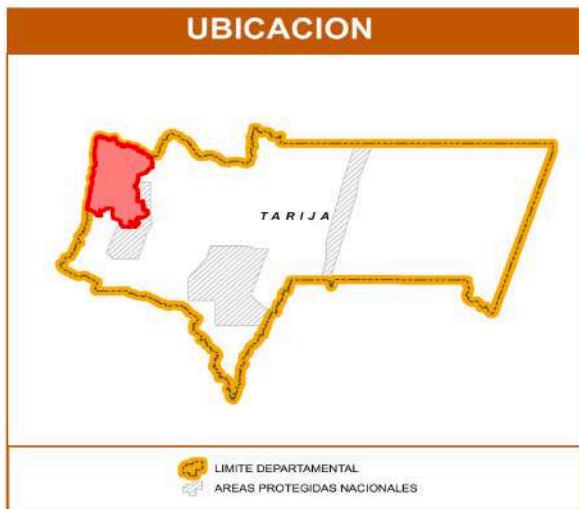 UBICACION
TARIJA
LIMITE DEPARTAMENTAL
AREAS PROTEGIDAS NACIONALES